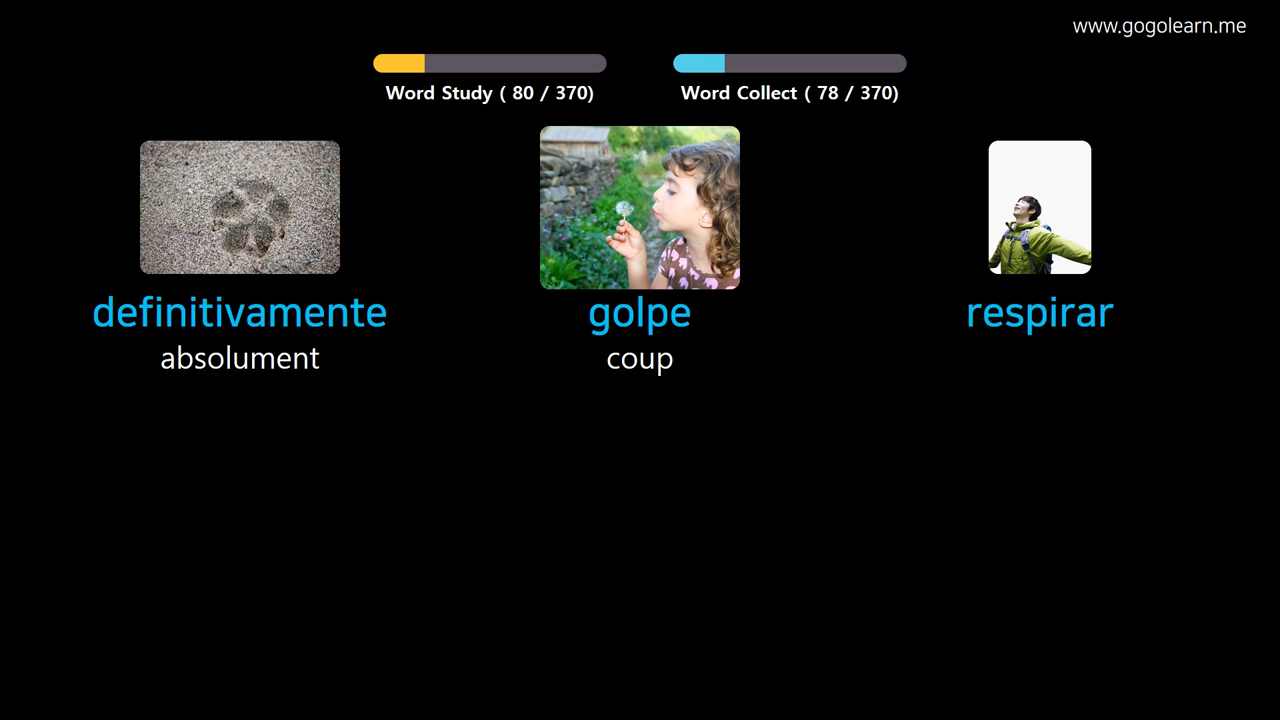 www.gogolearn.me
Word Study ( 80 / 370)
Word Collect ( 78 / 370)
definitivamente
golpe
respirar
absolument
coup